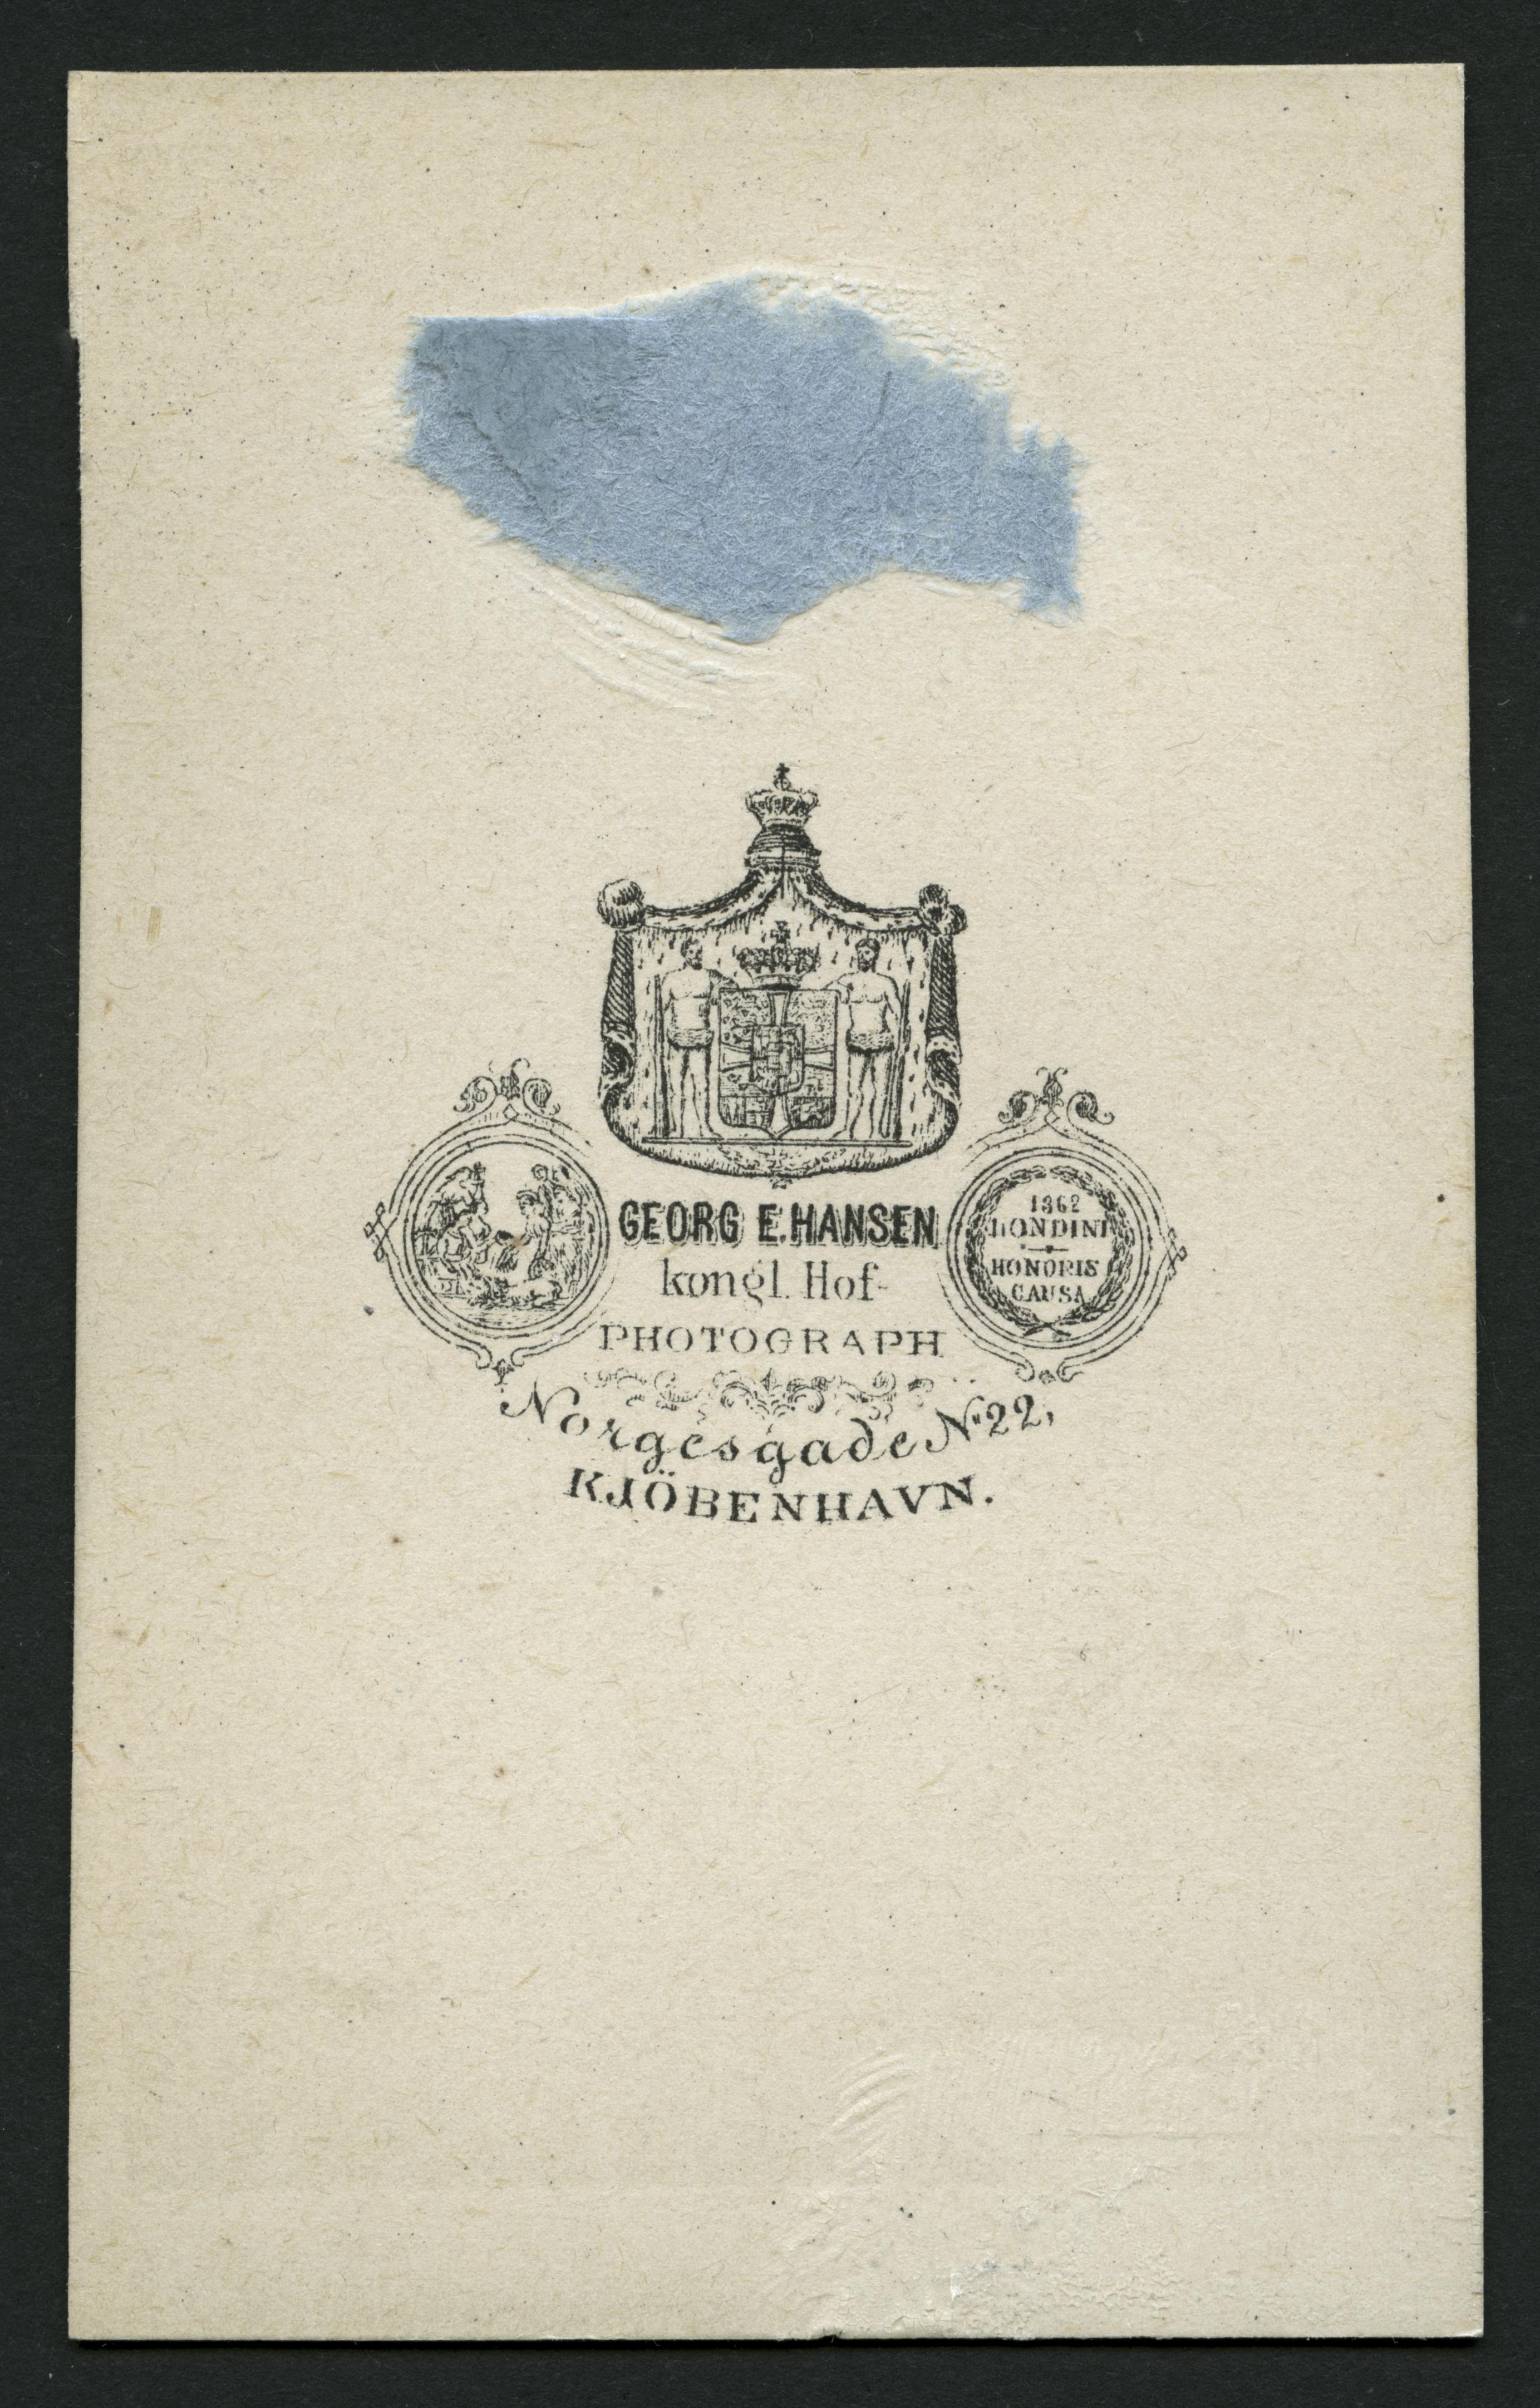 GEORG E. HANSEN
kongl. Hof-
PHOTOGRAPH
Norgesgade No 22,
KJÖBENHAVN.
1862
LONDINI
HONORIS
CAUSA